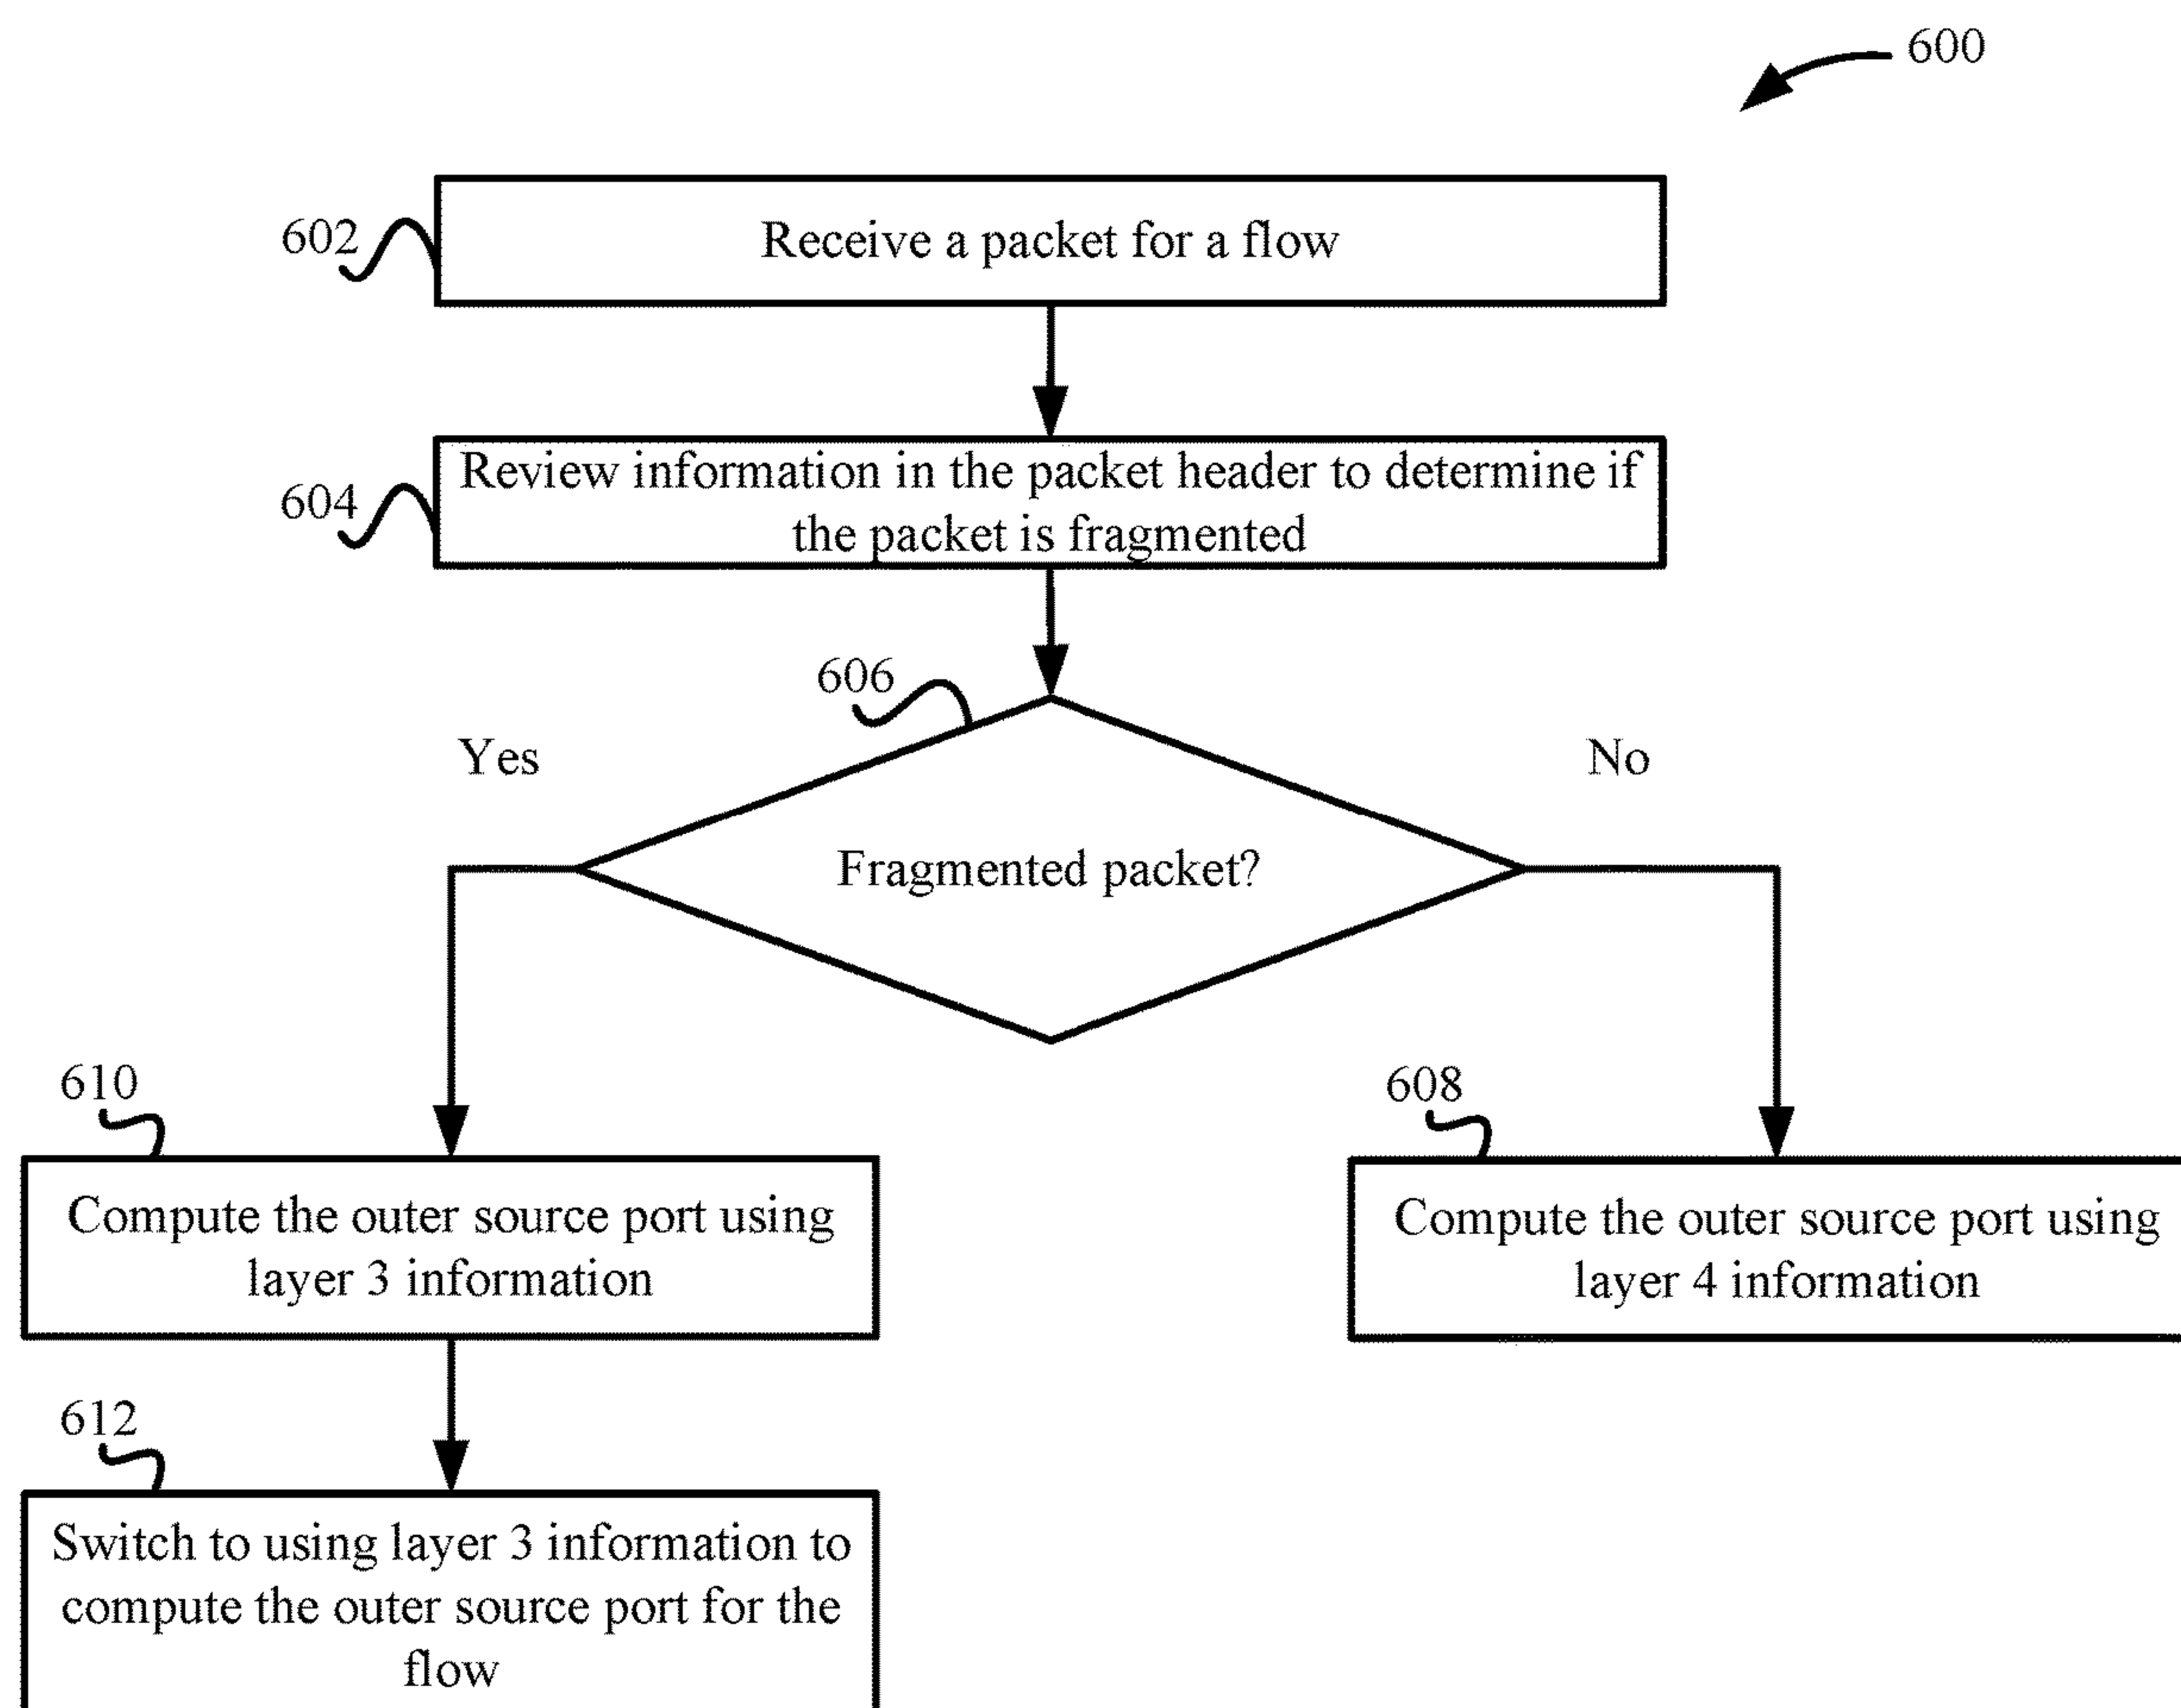 600
602
Receive a packet for a flow
604
Review information in the packet header to determine if
the packet is fragmented
606
Yes
No
Fragmented packet?
610
608
Compute the outer source port using
layer 3 information
Compute the outer source port using
layer 4 information
612
Switch to using layer 3 information to
compute the outer source port for the
flow